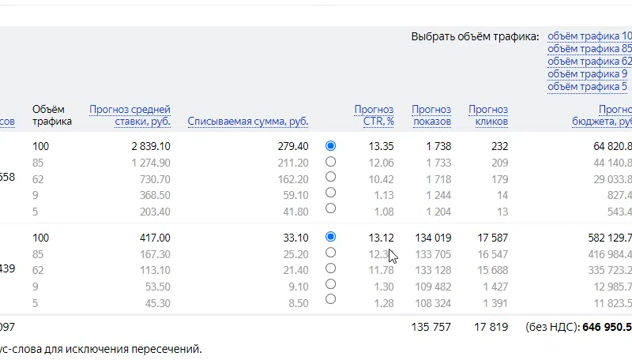 Выбрать объём трафика: объём трафика 10
объём трафика 85
объём трафика 62
объём трафика 9
объём трафика 5
сов Объём трафика Прогноз средней ставки, руб. Списываемая сумма, руб. Прогноз CTR, % Прогноз показов Прогноз кликов Прогно бюджета, ру
100 2 839.10 279.40 13.35 1 738 232 64 820.8
85 1 274.90 211.20 12.06 1 733 209 44 140.8
558 62 730.70 162.20 10.42 1 718 179 29 033.8
9 368.50 59.10 1.13 1 244 14 827.4
5 203.40 41.80 1.08 1 204 13 543.4
100 417.00 33.10 13.12 134 019 17 587 582 129.7
85 167.30 25.20 12.3 133 705 16 547 416 984.4
439 62 113.10 21.40 11.78 133 128 15 688 335 723.2
9 53.50 9.10 1.30 109 482 1 427 12 985.7
5 45.30 8.50 1.28 108 324 1 391 11 823.5
097 135 757 17 819 (без НДС): 646 950.5
ус-слова для исключения пересечений.